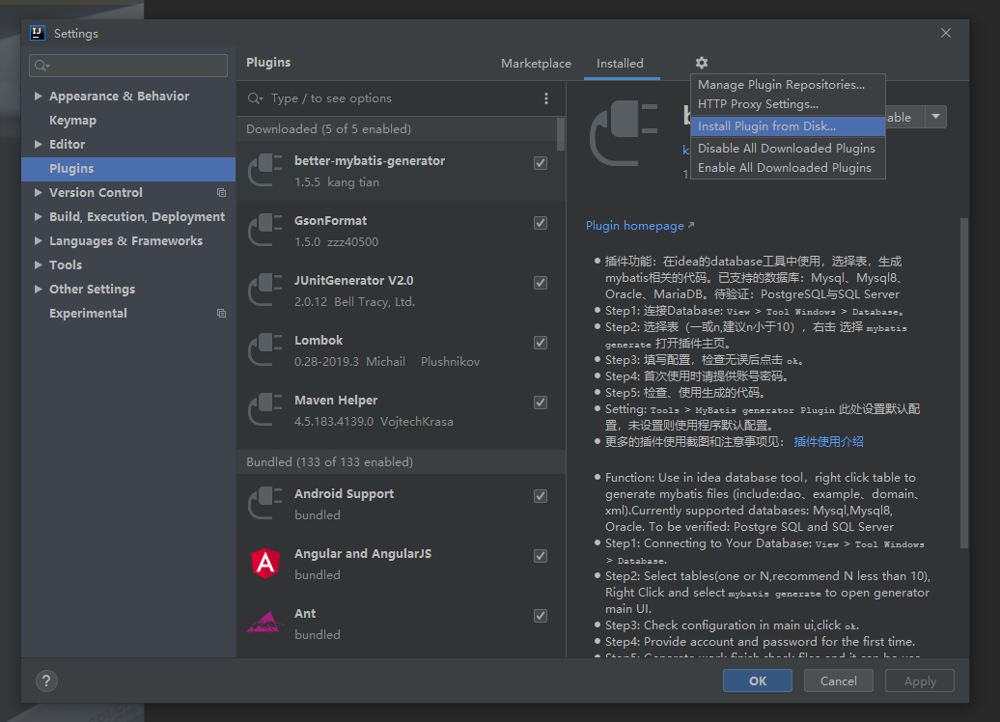 IJ
Settings
Appearance & Behavior
Keymap
Editor
Plugins
Version Control
Build, Execution, Deployment
Languages & Frameworks
Tools
Other Settings
Experimental
Plugins
Marketplace
Installed
Type / to see options
Downloaded (5 of 5 enabled)
better-mybatis-generator
1.5.5 kang tian
GsonFormat
1.5.0 zzz40500
JUnitGenerator V2.0
2.0.12 Bell Tracy, Ltd.
Lombok
0.28-2019.3 Michail Plushnikov
Maven Helper
4.5.183.4139.0 VojtechKrasa
Bundled (133 of 133 enabled)
Android Support
bundled
Angular and AngularJS
bundled
Ant
bundled
Manage Plugin Repositories...
HTTP Proxy Settings...
Install Plugin from Disk...
Disable All Downloaded Plugins
Enable All Downloaded Plugins
b
able
k
1
Plugin homepage ↗
● 插件功能：在idea的database工具中使用，选择表，生成
mybatis相关的代码。已支持的数据库：Mysql、Mysql8、
Oracle、MariaDB。待验证：PostgreSQL与SQL Server
● Step1: 连接Database: View > Tool Windows > Database。
● Step2: 选择表（一或n,建议n小于10），右击 选择 mybatis
generate 打开插件主页。
● Step3: 填写配置，检查无误后点击 ok。
● Step4: 首次使用时请提供账号密码。
● Step5: 检查、使用生成的代码。
● Setting: Tools > MyBatis generator Plugin 此处设置默认配
置，未设置则使用程序默认配置。
● 更多的插件使用截图和注意事项见： 插件使用介绍
● Function: Use in idea database tool，right click table to
generate mybatis files (include:dao、example、domain、
xml).Currently supported databases: Mysql,Mysql8,
Oracle. To be verified: Postgre SQL and SQL Server
● Step1: Connecting to Your Database: View > Tool Windows
> Database.
● Step2: Select tables(one or N,recommend N less than 10),
Right Click and select mybatis generate to open generator
main UI.
● Step3: Check configuration in main ui,click ok.
● Step4: Provide account and password for the first time.
● Step5: Generate work finish,check files and it can be use
?
OK
Cancel
Apply